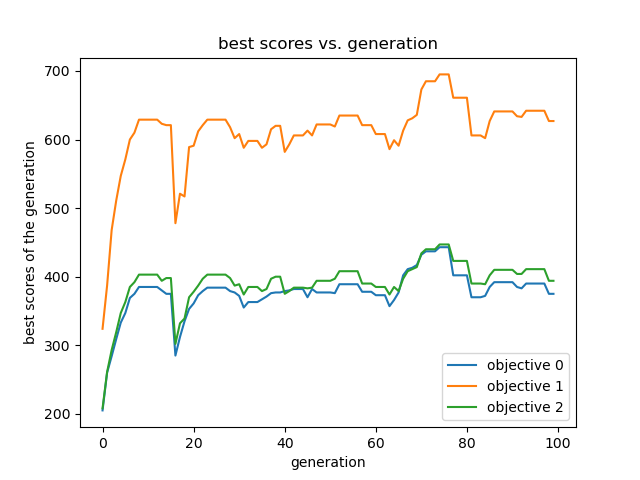 best scores vs. generation
best scores of the generation
700
600
500
400
300
200
0 20 40 60 80 100
generation
objective 0
objective 1
objective 2